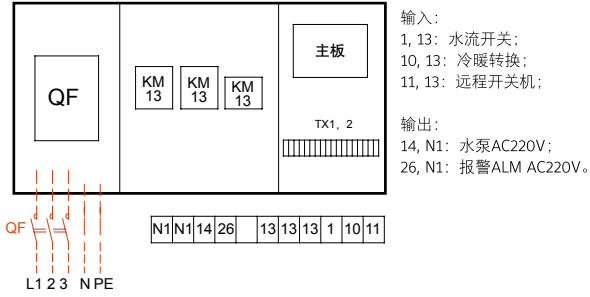 QF
KM
13
KM
13
KM
13
主板
TX1，2
输入：
1, 13：水流开关；
10, 13：冷暖转换；
11, 13：远程开关机；
输出：
14, N1：水泵AC220V；
26, N1：报警ALM AC220V。
QF
N1 N1 14 26 13 13 13 1 10 11
L1 2 3 N PE